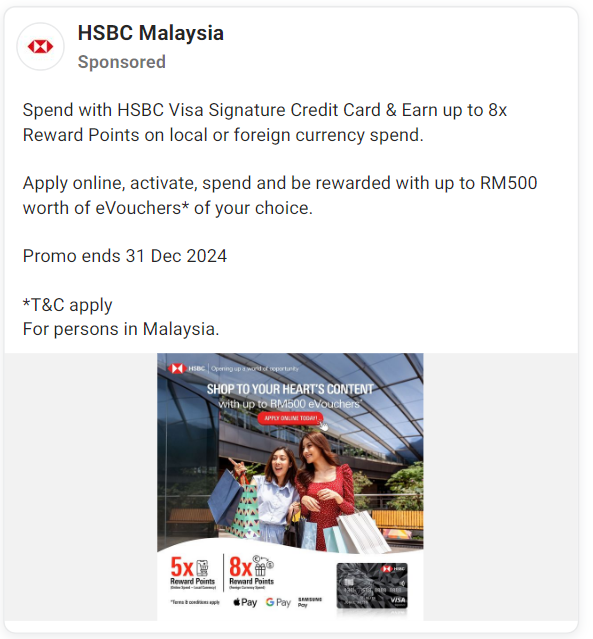 HSBC Malaysia
Sponsored
Spend with HSBC Visa Signature Credit Card & Earn up to 8x
Reward Points on local or foreign currency spend.
Apply online, activate, spend and be rewarded with up to RM500
worth of eVouchers* of your choice.
Promo ends 31 Dec 2024
*T&C apply
For persons in Malaysia.
HSBC | Opening up a world of opportunity
SHOP TO YOUR HEART'S CONTENT
with up to RM500 eVouchers*
APPLY ONLINE TODAY!
5x 8x
Reward Points Reward Points
(Online Spend – Local Currency) (Foreign Currency Spend)
*Terms & conditions apply Pay G Pay SAMSUNG Pay
HSBC
VISA